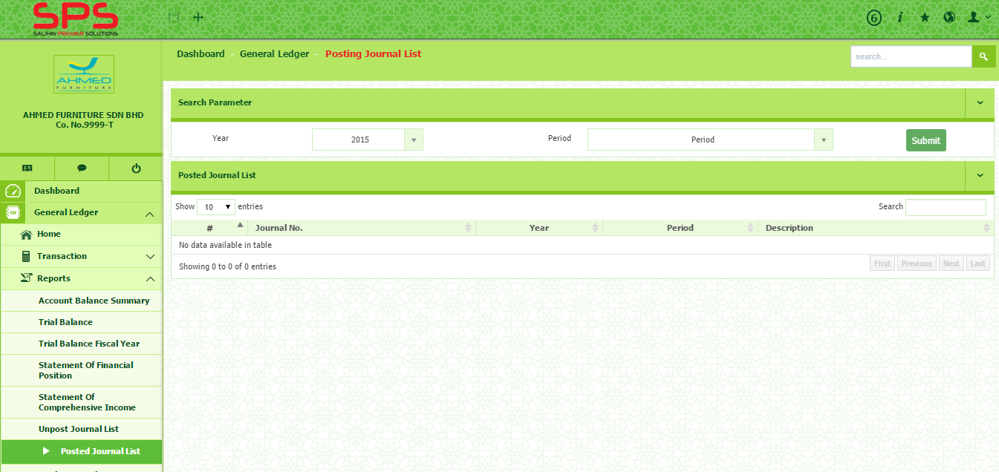 SPS
SALIHIN PREMIER SOLUTIONS
6
i
Dashboard - General Ledger - Posting Journal List
search...
AHMED
FURNITURE
AHMED FURNITURE SDN BHD
Co. No.9999-T
Dashboard
RM
General Ledger
Home
Transaction
Reports
Account Balance Summary
Trial Balance
Trial Balance Fiscal Year
Statement Of Financial
Position
Statement Of
Comprehensive Income
Unpost Journal List
Posted Journal List
Search Parameter
Year 2015 Period Period Submit
Posted Journal List
Show 10 entries Search
# Journal No. Year Period Description
No data available in table
Showing 0 to 0 of 0 entries First Previous Next Last